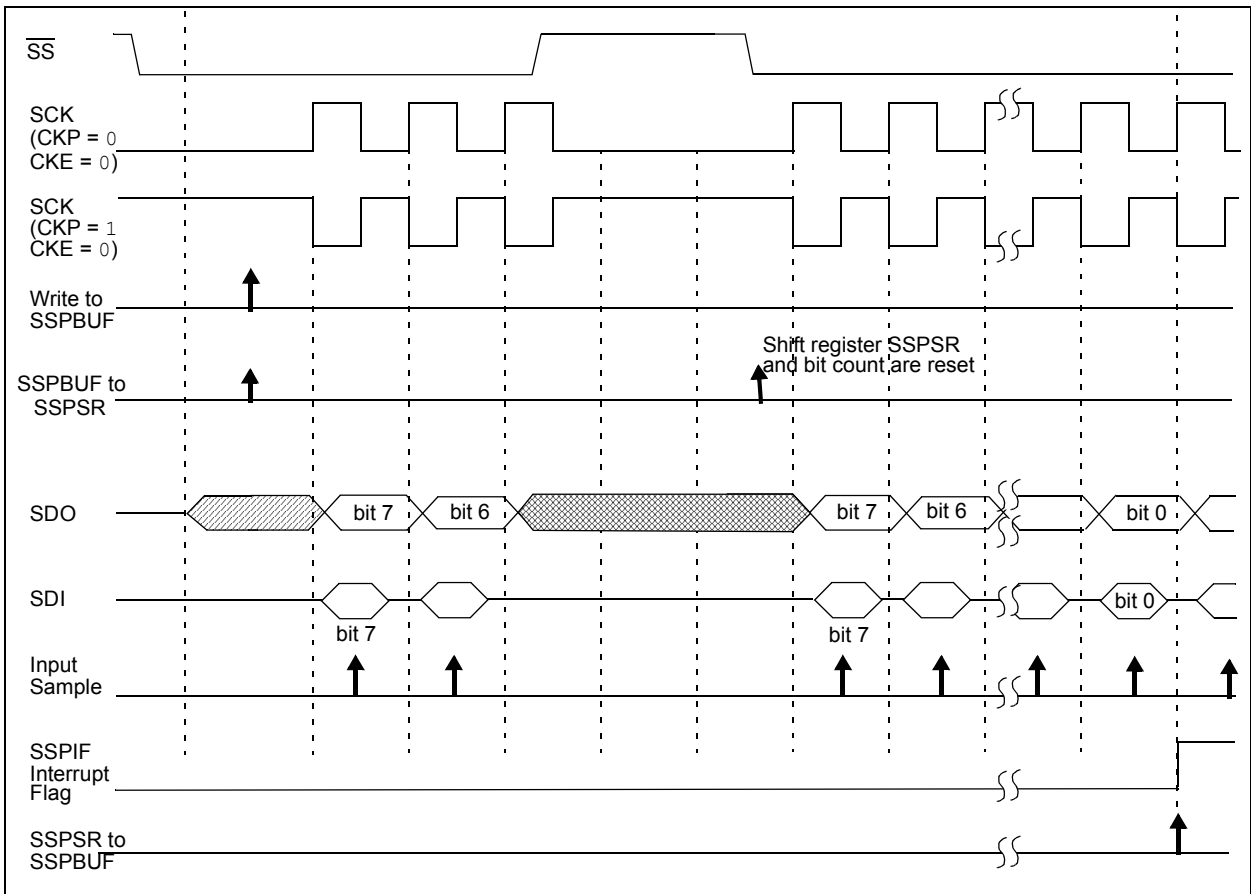 SS
SCK
(CKP = 0
CKE = 0)
SCK
(CKP = 1
CKE = 0)
Write to
SSPBUF
Shift register SSPSR
and bit count are reset
SSPBUF to
SSPSR
SDO
bit 7
bit 6
bit 7
bit 6
bit 0
SDI
bit 0
bit 7
bit 7
Input
Sample
SSPIF
Interrupt
Flag
SSPSR to
SSPBUF